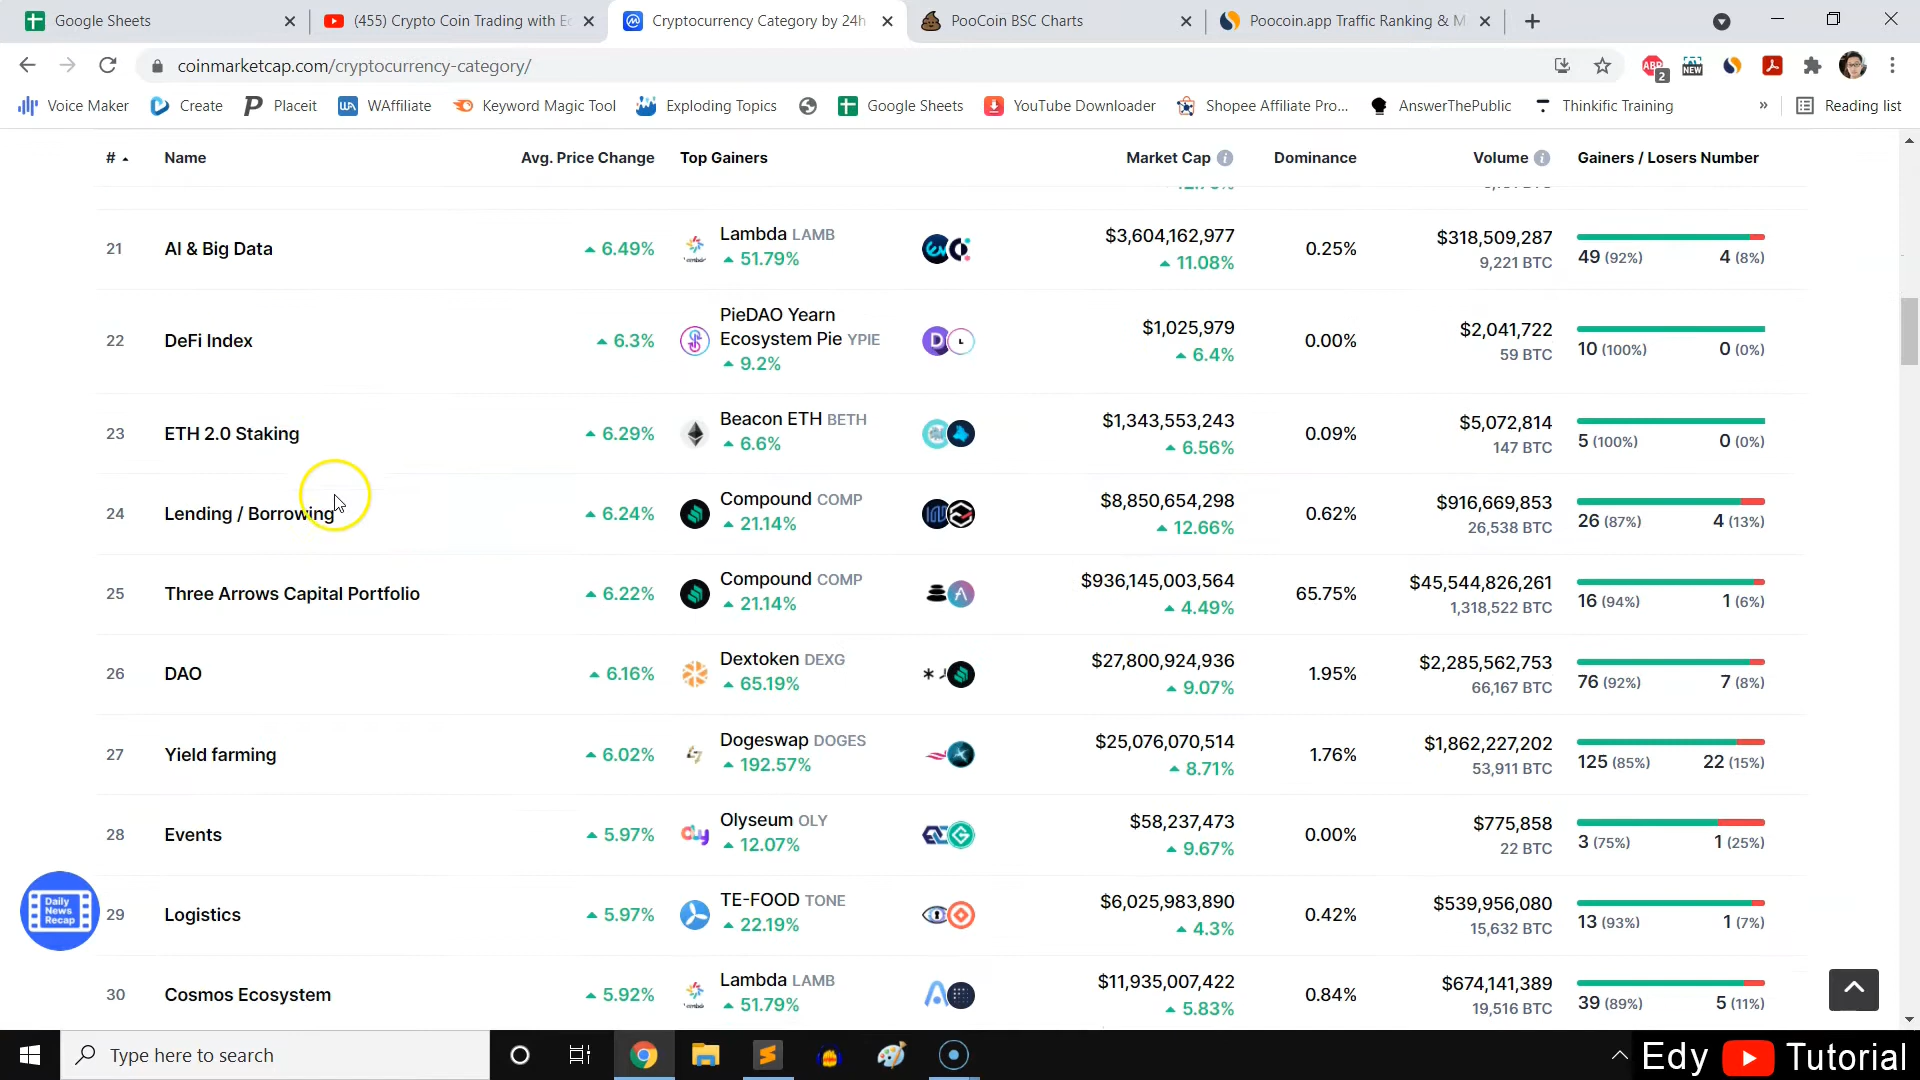 Google Sheets
(455) Crypto Coin Trading with Ed
Cryptocurrency Category by 24h
PooCoin BSC Charts
Poocoin.app Traffic Ranking & M
coinmarketcap.com/cryptocurrency-category/
ABP
2
NEW
Voice Maker
Create
Placeit
WA
WAffiliate
Keyword Magic Tool
Exploding Topics
Google Sheets
YouTube Downloader
Shopee Affiliate Pro...
AnswerThePublic
Thinkific Training
»
Reading list
# Name Avg. Price Change Top Gainers Market Cap Dominance Volume Gainers / Losers Number
21 AI & Big Data 6.49% Lambda LAMB 51.79% $3,604,162,977 11.08% 0.25% $318,509,287 9,221 BTC 49 (92%) 4 (8%)
22 DeFi Index 6.3% PieDAO Yearn Ecosystem Pie YPIE 9.2% $1,025,979 6.4% 0.00% $2,041,722 59 BTC 10 (100%) 0 (0%)
23 ETH 2.0 Staking 6.29% Beacon ETH BETH 6.6% $1,343,553,243 6.56% 0.09% $5,072,814 147 BTC 5 (100%) 0 (0%)
24 Lending / Borrowing 6.24% Compound COMP 21.14% $8,850,654,298 12.66% 0.62% $916,669,853 26,538 BTC 26 (87%) 4 (13%)
25 Three Arrows Capital Portfolio 6.22% Compound COMP 21.14% $936,145,003,564 4.49% 65.75% $45,544,826,261 1,318,522 BTC 16 (94%) 1 (6%)
26 DAO 6.16% Dextoken DEXG 65.19% $27,800,924,936 9.07% 1.95% $2,285,562,753 66,167 BTC 76 (92%) 7 (8%)
27 Yield farming 6.02% Dogeswap DOGES 192.57% $25,076,070,514 8.71% 1.76% $1,862,227,202 53,911 BTC 125 (85%) 22 (15%)
28 Events 5.97% Olyseum OLY 12.07% $58,237,473 9.67% 0.00% $775,858 22 BTC 3 (75%) 1 (25%)
29 Logistics 5.97% TE-FOOD TONE 22.19% $6,025,983,890 4.3% 0.42% $539,956,080 15,632 BTC 13 (93%) 1 (7%)
30 Cosmos Ecosystem 5.92% Lambda LAMB 51.79% $11,935,007,422 5.83% 0.84% $674,141,389 19,516 BTC 39 (89%) 5 (11%)
Daily
News
Recap
Type here to search
Edy Tutorial